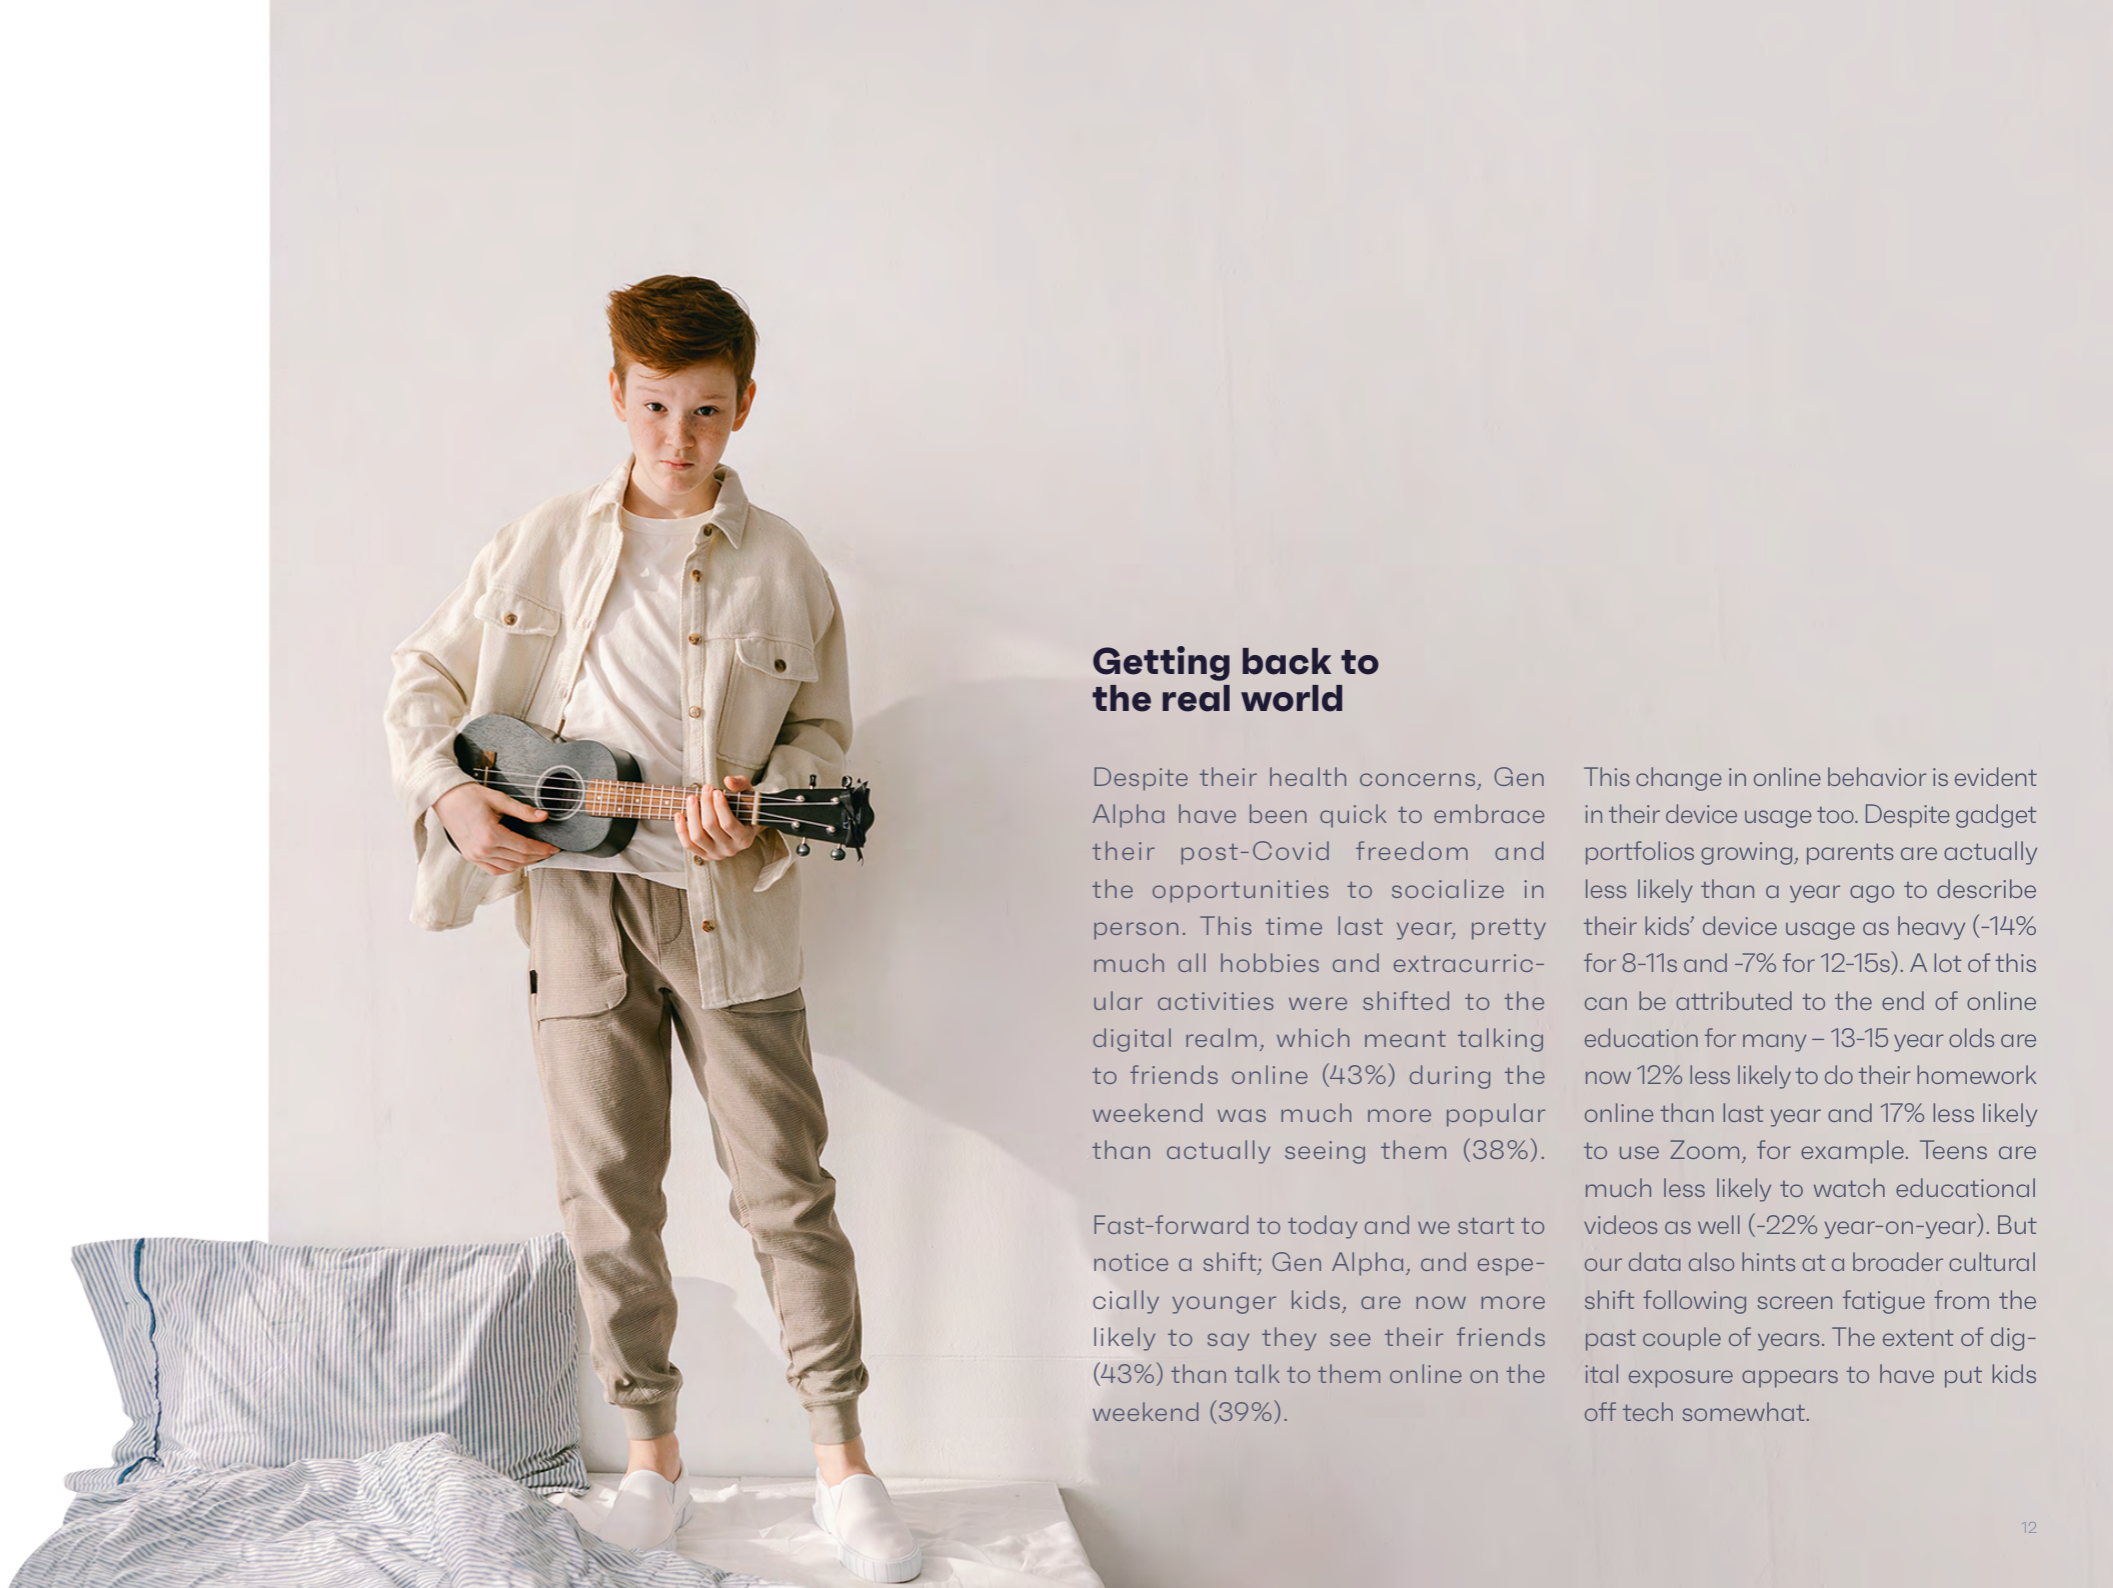 Getting back to
the real world
Despite their health concerns, Gen
Alpha have been quick to embrace
their post-Covid freedom and
the opportunities to socialize in
person. This time last year, pretty
much all hobbies and extracurric-
ular activities were shifted to the
digital realm, which meant talking
to friends online (43%) during the
weekend was much more popular
than actually seeing them (38%).
Fast-forward to today and we start to
notice a shift; Gen Alpha, and espe-
cially younger kids, are now more
likely to say they see their friends
(43%) than talk to them online on the
weekend (39%).
This change in online behavior is evident
in their device usage too. Despite gadget
portfolios growing, parents are actually
less likely than a year ago to describe
their kids’ device usage as heavy (-14%
for 8-11s and -7% for 12-15s). A lot of this
can be attributed to the end of online
education for many – 13-15 year olds are
now 12% less likely to do their homework
online than last year and 17% less likely
to use Zoom, for example. Teens are
much less likely to watch educational
videos as well (-22% year-on-year). But
our data also hints at a broader cultural
shift following screen fatigue from the
past couple of years. The extent of dig-
ital exposure appears to have put kids
off tech somewhat.
12